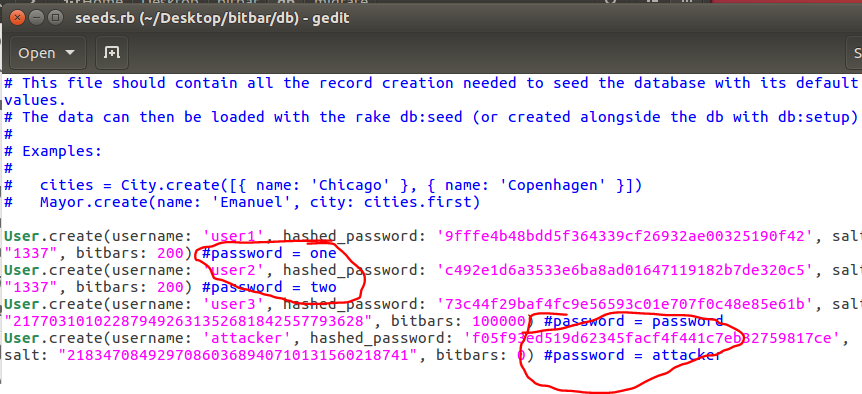 seeds.rb (~/Desktop/bitbar/db) - gedit
Open
# This file should contain all the record creation needed to seed the database with its default
values.
# The data can then be loaded with the rake db:seed (or created alongside the db with db:setup)
#
# Examples:
#
#   cities = City.create([{ name: 'Chicago' }, { name: 'Copenhagen' }])
#   Mayor.create(name: 'Emanuel', city: cities.first)
User.create(username: 'user1', hashed_password: '9fffe4b48bdd5f364339cf26932ae00325190f42', salt
"1337", bitbars: 200) #password = one
User.create(username: 'user2', hashed_password: 'c492e1d6a3533e6ba8ad01647119182b7de320c5', salt
"1337", bitbars: 200) #password = two
User.create(username: 'user3', hashed_password: '73c44f29baf4fc9e56593c01e707f0c48e85e61b', salt
"21770310102287949263135268184255779​3628", bitbars: 100000) #password = password
User.create(username: 'attacker', hashed_password: 'f05f93ed519d62345facf4f441c7eb32759817ce',
salt: "218347084929708603689407101315602​18741", bitbars: 0) #password = attacker